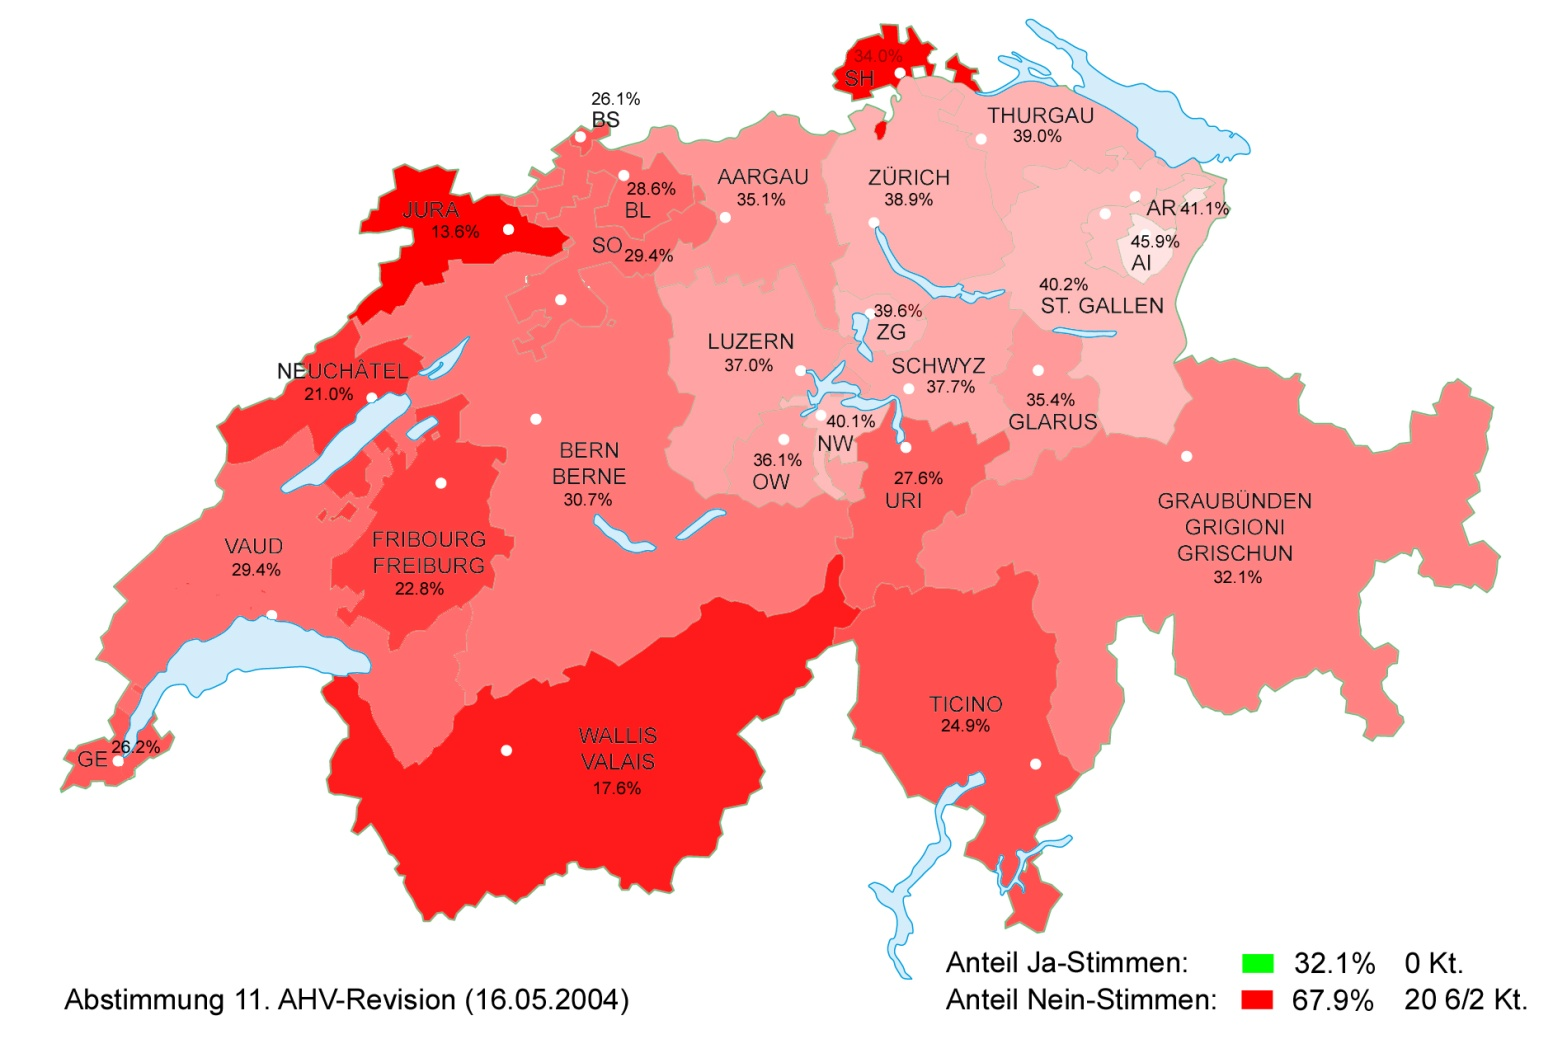 34.0%
SH
26.1%
BS
THURGAU
39.0%
AARGAU
35.1%
ZÜRICH
38.9%
28.6%
BL
JURA
13.6%
AR 41.1%
SO 29.4%
45.9%
AI
40.2%
ST. GALLEN
39.6%
ZG
LUZERN
37.0%
SCHWYZ
37.7%
NEUCHÂTEL
21.0%
35.4%
GLARUS
40.1%
NW
36.1%
OW
BERN
BERNE
30.7%
27.6%
URI
GRAUBÜNDEN
GRIGIONI
GRISCHUN
32.1%
VAUD
29.4%
FRIBOURG
FREIBURG
22.8%
TICINO
24.9%
WALLIS
VALAIS
17.6%
GE 26.2%
Anteil Ja-Stimmen: 32.1% 0 Kt.
Abstimmung 11. AHV-Revision (16.05.2004)
Anteil Nein-Stimmen: 67.9% 20 6/2 Kt.